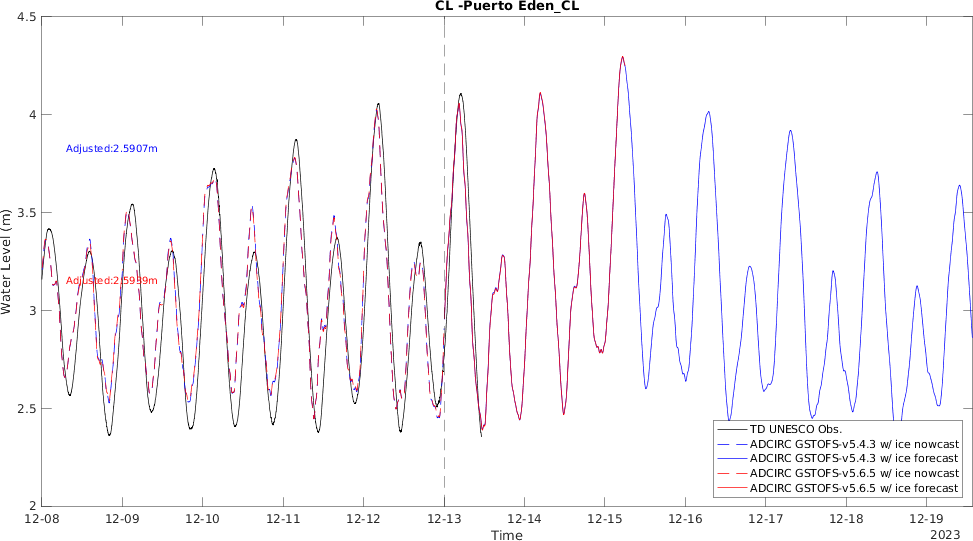 CL -Puerto Eden_CL
4.5
4
3.5
3
2.5
2
Water Level (m)
Adjusted:2.5907m
Adjusted:2.5939m
TD UNESCO Obs.
ADCIRC GSTOFS-v5.4.3 w/ ice nowcast
ADCIRC GSTOFS-v5.4.3 w/ ice forecast
ADCIRC GSTOFS-v5.6.5 w/ ice nowcast
ADCIRC GSTOFS-v5.6.5 w/ ice forecast
12-08 12-09 12-10 12-11 12-12 12-13 12-14 12-15 12-16 12-17 12-18 12-19
2023
Time